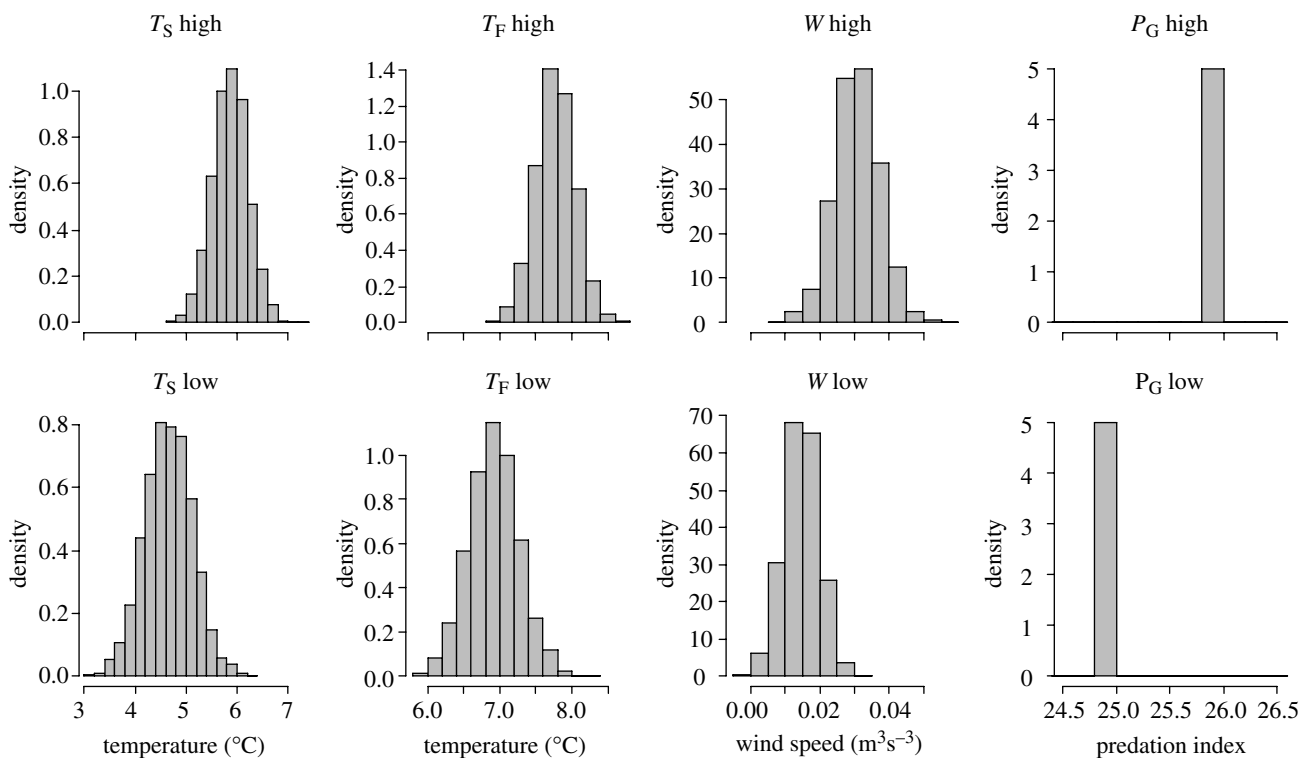 T_S high
T_F high
W high
P_G high
density
1.0
0.8
0.6
0.4
0.2
0.0
density
1.4
1.2
1.0
0.8
0.6
0.4
0.2
0.0
density
50
40
30
20
10
0
density
5
4
3
2
1
0
T_S low
T_F low
W low
P_G low
density
0.8
0.6
0.4
0.2
0.0
3 4 5 6 7
temperature (°C)
density
1.0
0.8
0.6
0.4
0.2
0.0
6.0 7.0 8.0
temperature (°C)
density
70
60
50
40
30
20
10
0
0.00 0.02 0.04
wind speed (m³s⁻³)
density
5
4
3
2
1
0
24.5 25.0 25.5 26.0 26.5
predation index